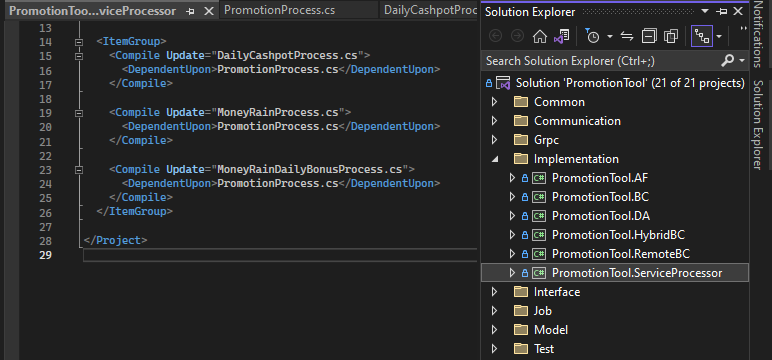 PromotionToo...viceProcessor
PromotionProcess.cs
DailyCashpotProc
13
14 <ItemGroup>
15 <Compile Update="DailyCashpotProcess.cs">
16 <DependentUpon>PromotionProcess.cs</DependentUpon>
17 </Compile>
18
19 <Compile Update="MoneyRainProcess.cs">
20 <DependentUpon>PromotionProcess.cs</DependentUpon>
21 </Compile>
22
23 <Compile Update="MoneyRainDailyBonusProcess.cs">
24 <DependentUpon>PromotionProcess.cs</DependentUpon>
25 </Compile>
26 </ItemGroup>
27
28 </Project>
29
Solution Explorer
Search Solution Explorer (Ctrl+;)
Solution 'PromotionTool' (21 of 21 projects)
Common
Communication
Grpc
Implementation
C# PromotionTool.AF
C# PromotionTool.BC
C# PromotionTool.DA
C# PromotionTool.HybridBC
C# PromotionTool.RemoteBC
C# PromotionTool.ServiceProcessor
Interface
Job
Model
Test
Notifications
Solution Explorer